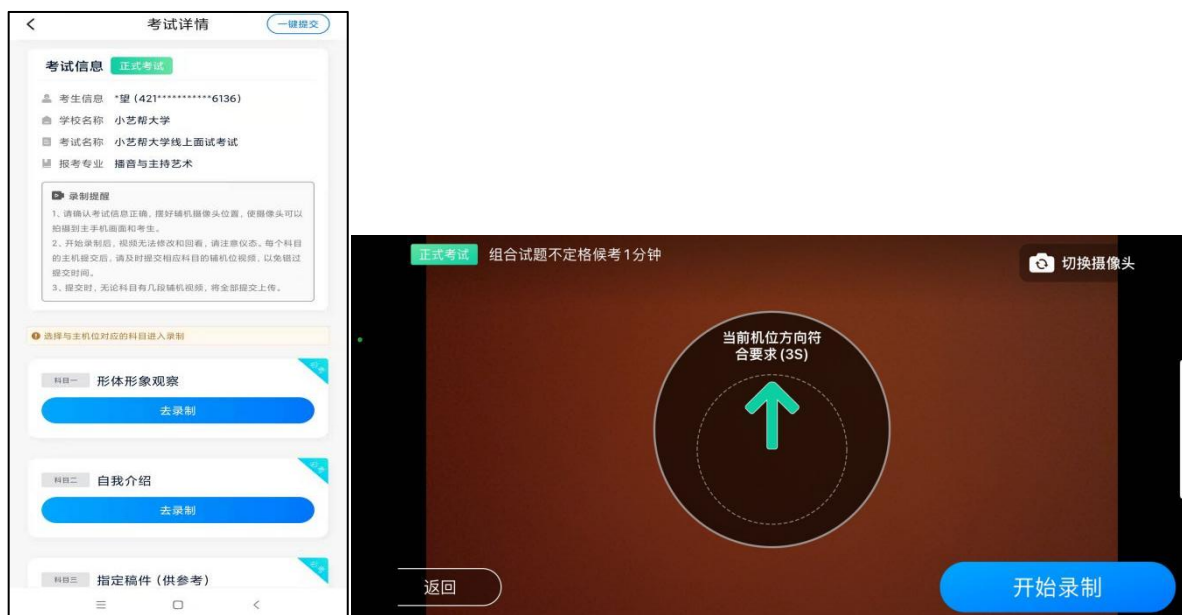 考试详情
一键提交
考试信息 正式考试
考生信息 *望 (421***********6136)
学校名称 小艺帮大学
考试名称 小艺帮大学线上面试考试
报考专业 播音与主持艺术
录制提醒
1、请确认考试信息正确，摆好辅机摄像头位置，使摄像头可以
拍摄到主手机画面和考生。
2、开始录制后，视频无法修改和回看，请注意仪态。每个科目
的主机提交后，请及时提交相应科目的辅机位视频，以免错过
提交时间。
3、提交时，无论科目有几段辅机视频，将全部提交上传。
选择与主机位对应的科目进入录制
科目一 形体形象观察
必考
去录制
科目二 自我介绍
必考
去录制
科目三 指定稿件 (供参考)
必考
正式考试 组合试题不定格候考1分钟
切换摄像头
当前机位方向符
合要求 (3S)
返回
开始录制